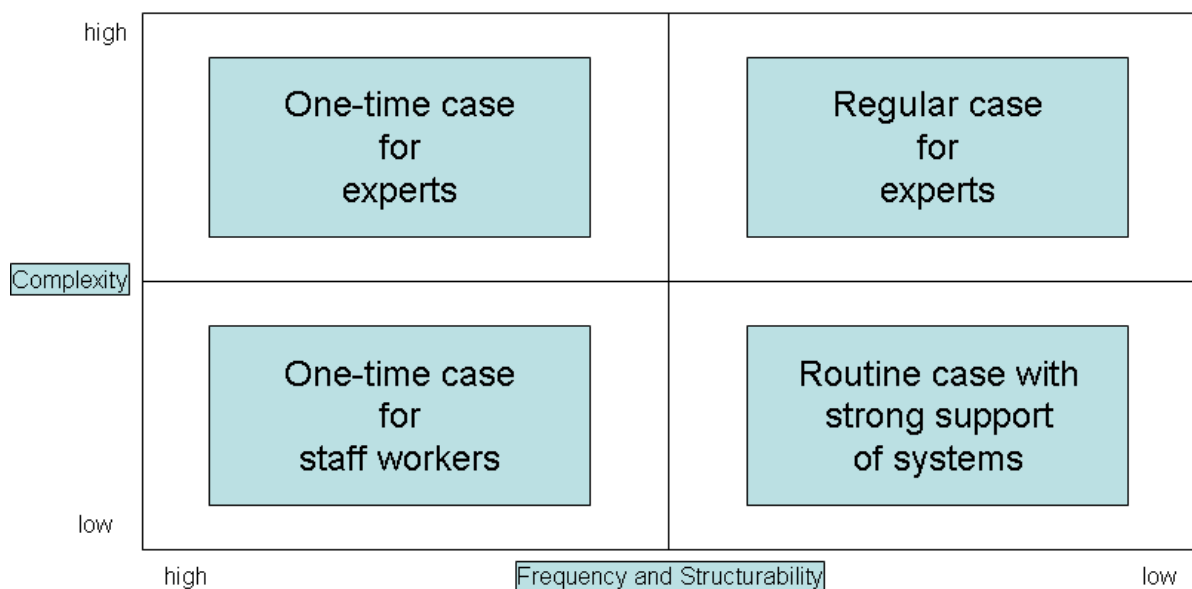 high
One-time case
for
experts
Regular case
for
experts
Complexity
One-time case
for
staff workers
Routine case with
strong support
of systems
low
high
Frequency and Structurability
low